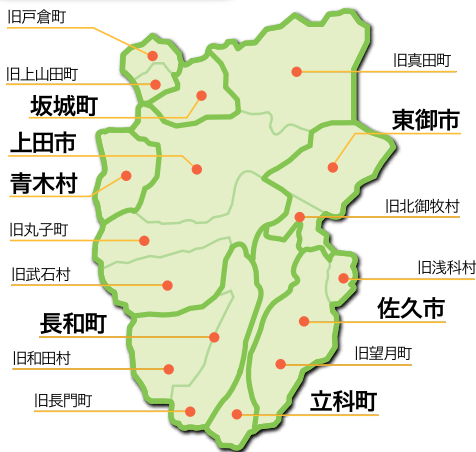 旧戸倉町
旧真田町
旧上山田町
坂城町
東御市
上田市
青木村
旧北御牧村
旧丸子町
旧浅科村
旧武石村
佐久市
長和町
旧望月町
旧和田村
立科町
旧長門町